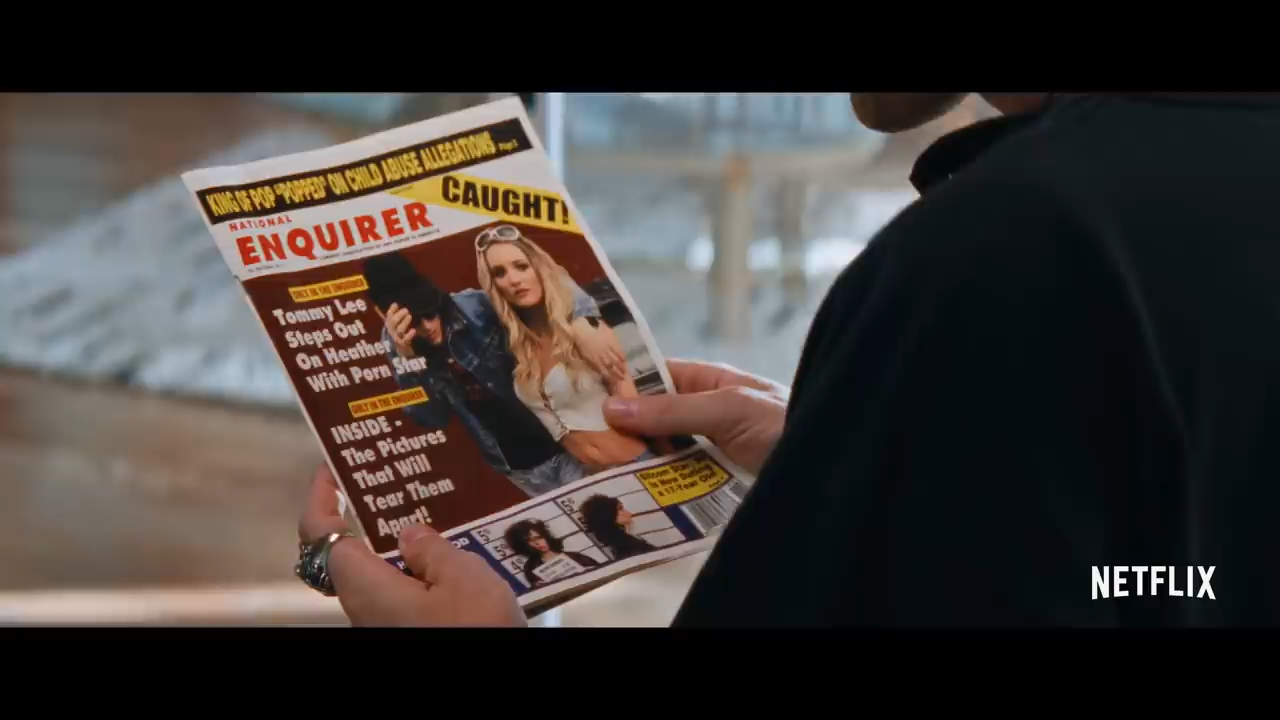 KING OF POP "POPPED" ON CHILD ABUSE ALLEGATIONS
CAUGHT!
NATIONAL
ENQUIRER
ONLY IN THE ENQUIRER
Tommy Lee
Steps Out
On Heather
With Porn Star
ONLY IN THE ENQUIRER
INSIDE -
The Pictures
That Will
Tear Them
Apart!
Sitcom Star
is Now Dating
a 17-Year Old!
NETFLIX